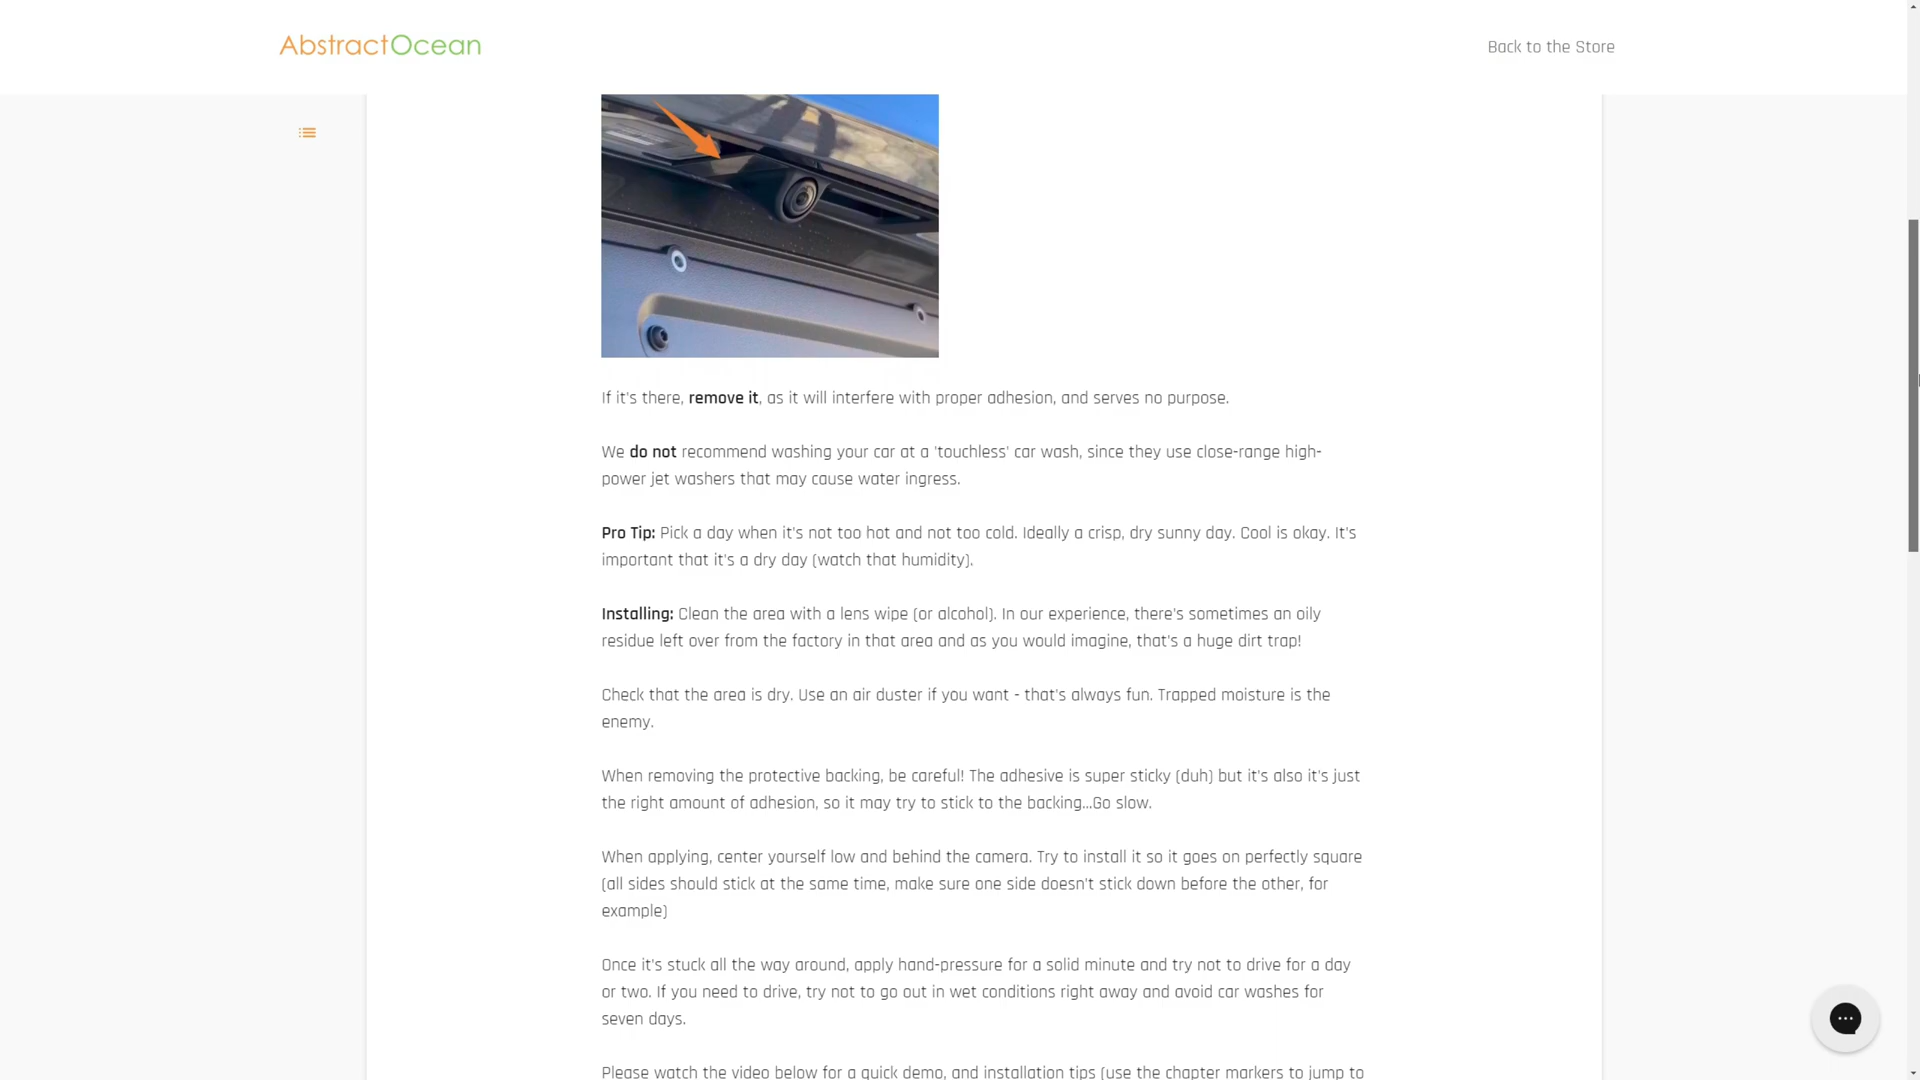 AbstractOcean
Back to the Store
If it's there, remove it, as it will interfere with proper adhesion, and serves no purpose.
We do not recommend washing your car at a 'touchless' car wash, since they use close-range high-
power jet washers that may cause water ingress.
Pro Tip: Pick a day when it's not too hot and not too cold. Ideally a crisp, dry sunny day. Cool is okay. It's
important that it's a dry day (watch that humidity).
Installing: Clean the area with a lens wipe (or alcohol). In our experience, there's sometimes an oily
residue left over from the factory in that area and as you would imagine, that's a huge dirt trap!
Check that the area is dry. Use an air duster if you want - that's always fun. Trapped moisture is the
enemy.
When removing the protective backing, be careful! The adhesive is super sticky (duh) but it's also it's just
the right amount of adhesion, so it may try to stick to the backing...Go slow.
When applying, center yourself low and behind the camera. Try to install it so it goes on perfectly square
(all sides should stick at the same time, make sure one side doesn't stick down before the other, for
example)
Once it's stuck all the way around, apply hand-pressure for a solid minute and try not to drive for a day
or two. If you need to drive, try not to go out in wet conditions right away and avoid car washes for
seven days.
Please watch the video below for a quick demo, and installation tips (use the chapter markers to jump to